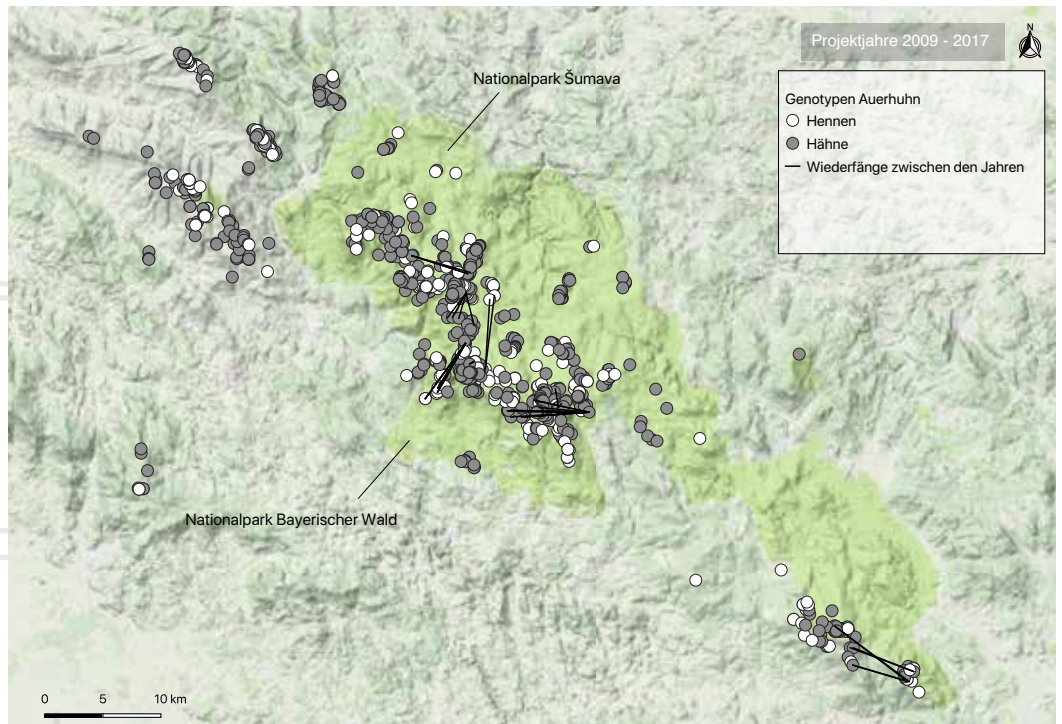 Projektjahre 2009 - 2017
N
Nationalpark Šumava
Genotypen Auerhuhn
Hennen
Hähne
Wiederfänge zwischen den Jahren
Nationalpark Bayerischer Wald
0 5 10 km